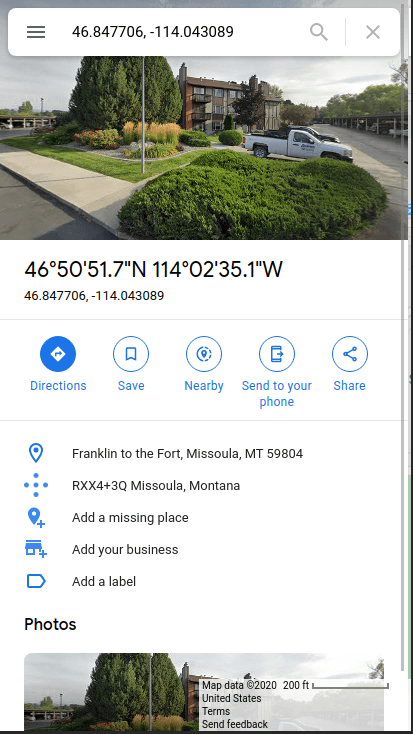 46.847706, -114.043089
46°50'51.7"N 114°02'35.1"W
46.847706, -114.043089
Directions
Save
Nearby
Send to your
phone
Share
Franklin to the Fort, Missoula, MT 59804
RXX4+3Q Missoula, Montana
Add a missing place
Add your business
Add a label
Photos
Map data ©2020 200 ft
United States
Terms
Send feedback